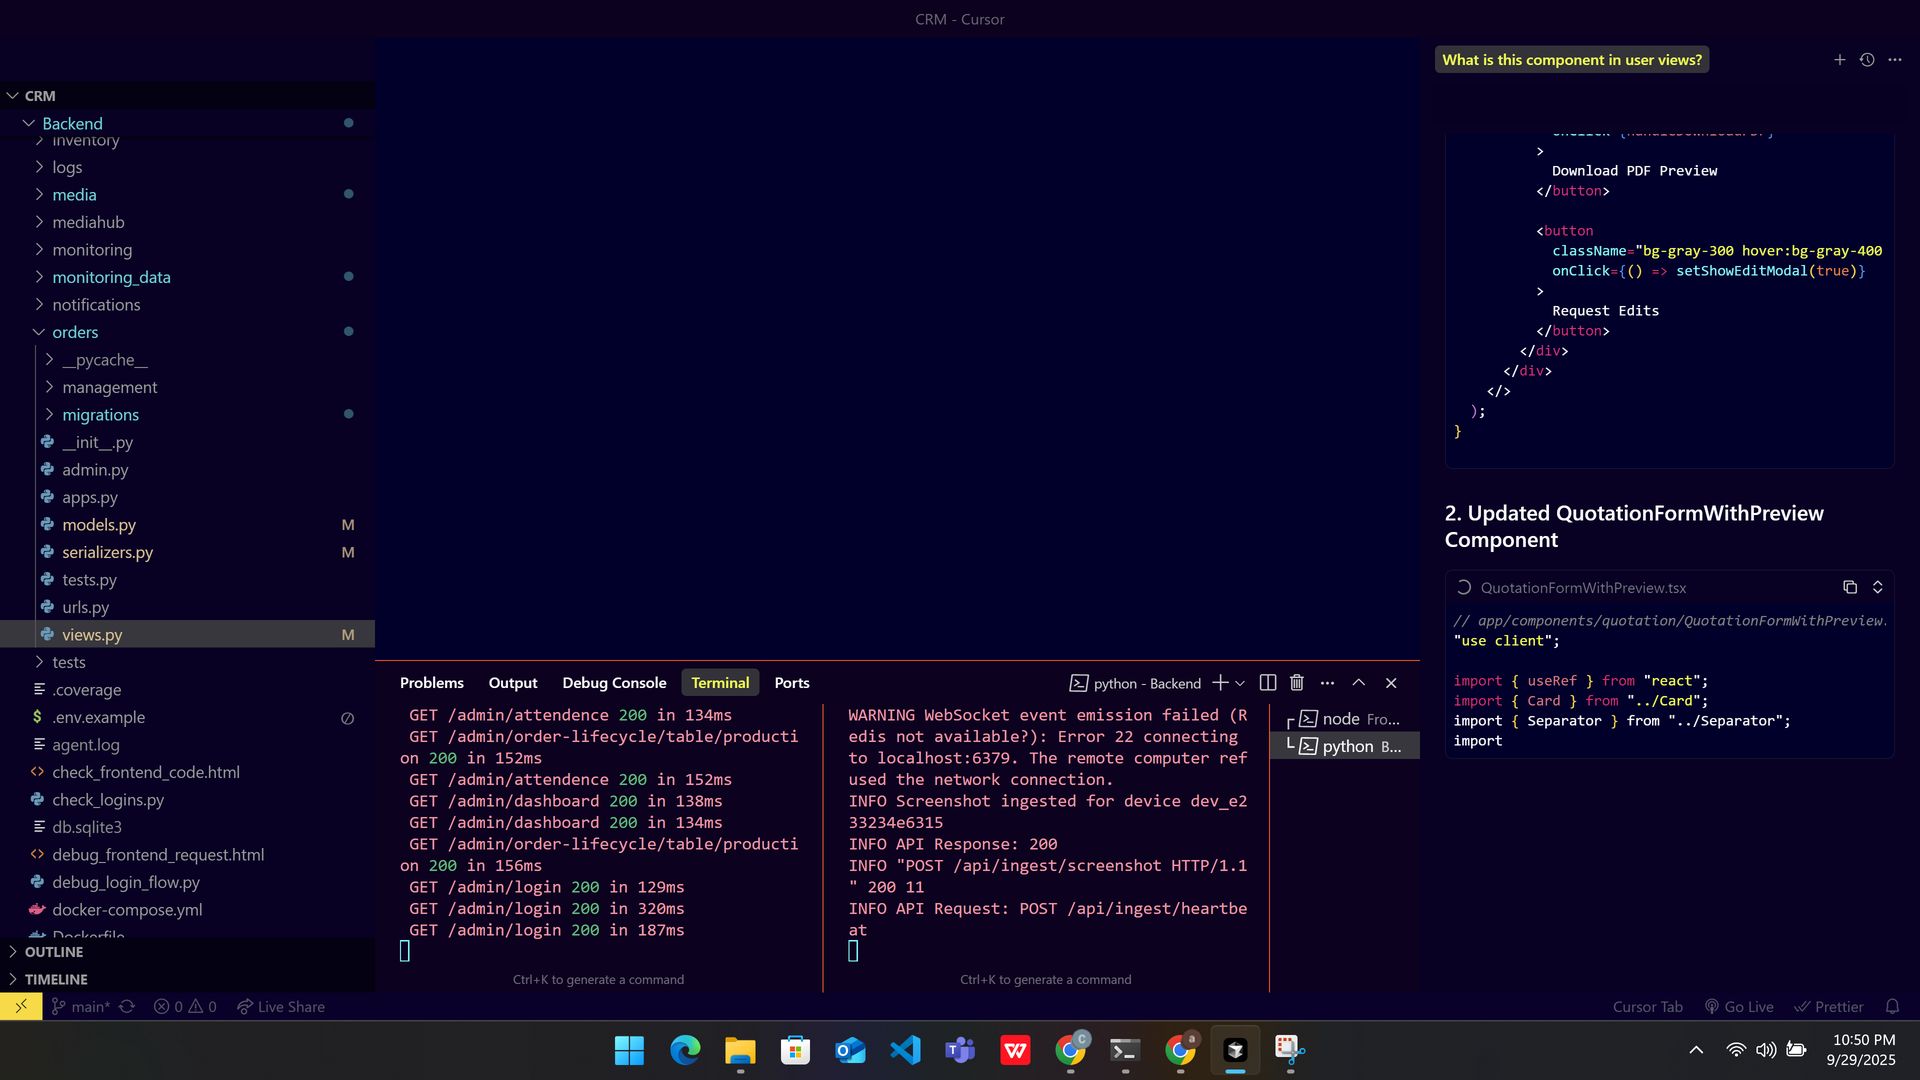 CRM - Cursor
CRM
Backend
inventory
logs
media
mediahub
monitoring
monitoring_data
notifications
orders
__pycache__
management
migrations
__init__.py
admin.py
apps.py
models.py M
serializers.py M
tests.py
urls.py
views.py M
tests
.coverage
$ .env.example
agent.log
check_frontend_code.html
check_logins.py
db.sqlite3
debug_frontend_request.html
debug_login_flow.py
docker-compose.yml
Dockerfile
OUTLINE
TIMELINE
Problems Output Debug Console Terminal Ports
python - Backend
GET /admin/attendence 200 in 134ms
GET /admin/order-lifecycle/table/producti
on 200 in 152ms
GET /admin/attendence 200 in 152ms
GET /admin/dashboard 200 in 138ms
GET /admin/dashboard 200 in 134ms
GET /admin/order-lifecycle/table/producti
on 200 in 156ms
GET /admin/login 200 in 129ms
GET /admin/login 200 in 320ms
GET /admin/login 200 in 187ms
Ctrl+K to generate a command
WARNING WebSocket event emission failed (R
edis not available?): Error 22 connecting
to localhost:6379. The remote computer ref
used the network connection.
INFO Screenshot ingested for device dev_e2
33234e6315
INFO API Response: 200
INFO "POST /api/ingest/screenshot HTTP/1.1
" 200 11
INFO API Request: POST /api/ingest/heartbe
at
Ctrl+K to generate a command
node Fro...
python B...
What is this component in user views?
>
Download PDF Preview
</button>
<button
className="bg-gray-300 hover:bg-gray-400
onClick={() => setShowEditModal(true)}
>
Request Edits
</button>
</div>
</div>
</>
);
}
2. Updated QuotationFormWithPreview
Component
QuotationFormWithPreview.tsx
// app/components/quotation/QuotationFormWithPreview.
"use client";
import { useRef } from "react";
import { Card } from "../Card";
import { Separator } from "../Separator";
import
main* 0 0 Live Share
Cursor Tab Go Live Prettier
10:50 PM
9/29/2025